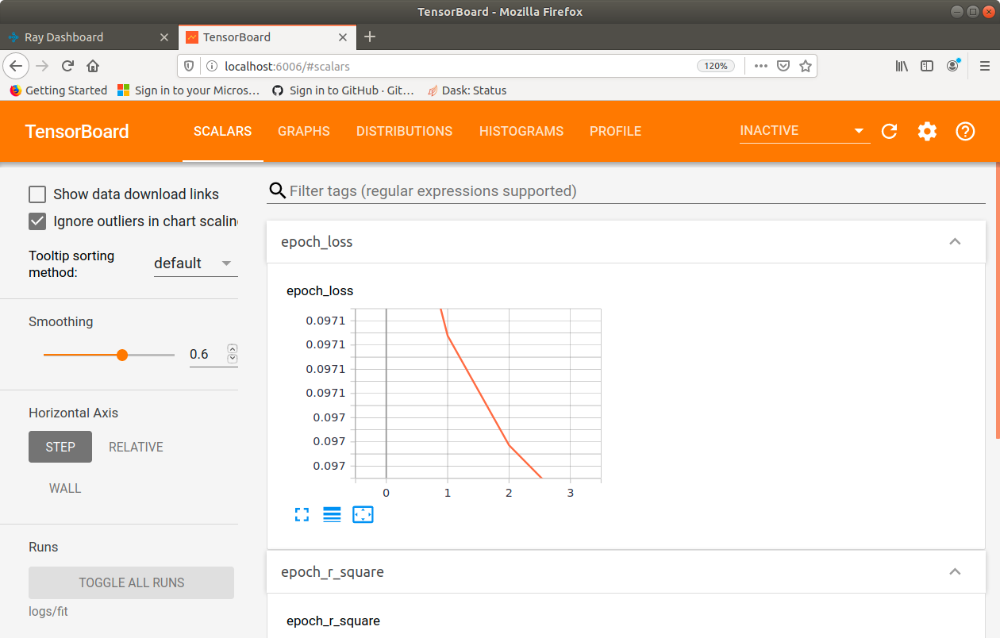 TensorBoard - Mozilla Firefox
Ray Dashboard
TensorBoard
localhost:6006/#scalars
120%
Getting Started
Sign in to your Micros…
Sign in to GitHub · Git…
Dask: Status
TensorBoard
SCALARS
GRAPHS
DISTRIBUTIONS
HISTOGRAMS
PROFILE
INACTIVE
Show data download links
Ignore outliers in chart scalin
Tooltip sorting
method:
default
Smoothing
0.6
Horizontal Axis
STEP
RELATIVE
WALL
Runs
TOGGLE ALL RUNS
logs/fit
Filter tags (regular expressions supported)
epoch_loss
epoch_loss
0.0971
0.0971
0.0971
0.0971
0.097
0.097
0.097
0
1
2
3
epoch_r_square
epoch_r_square